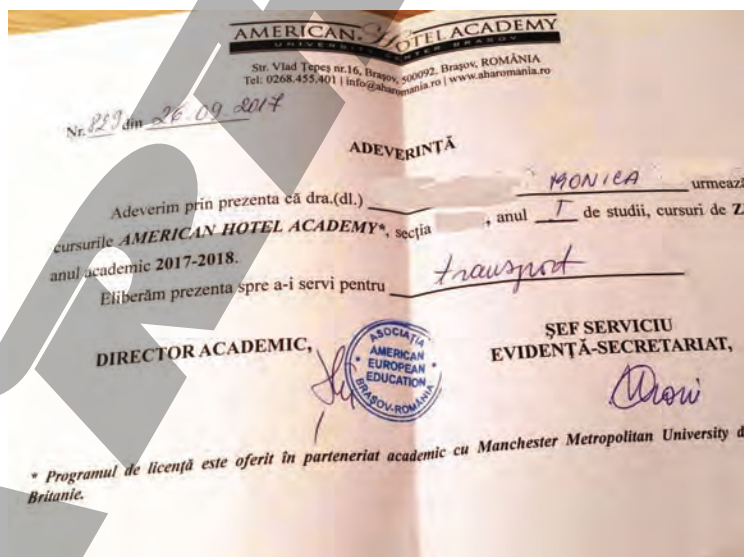 AMERICAN HOTEL ACADEMY
UNIVERSITY CENTER BRASOV
Str. Vlad Țepeș nr.16, Brașov, 500092, Brașov, ROMÂNIA
Tel: 0268.455.401 | info@aharomania.ro | www.aharomania.ro
Nr. 829 din 26.09.2017
ADEVERINȚĂ
Adeverim prin prezenta că dra.(dl.) MONICA urmează
cursurile AMERICAN HOTEL ACADEMY*, secția , anul I de studii, cursuri de ZI
anul academic 2017-2018.
Eliberăm prezenta spre a-i servi pentru transport
DIRECTOR ACADEMIC,
ȘEF SERVICIU
EVIDENȚĂ-SECRETARIAT,
ASOCIAȚIA
AMERICAN
EUROPEAN
EDUCATION
BRAȘOV-ROMÂNIA
* Programul de licență este oferit în parteneriat academic cu Manchester Metropolitan University
Britanie.